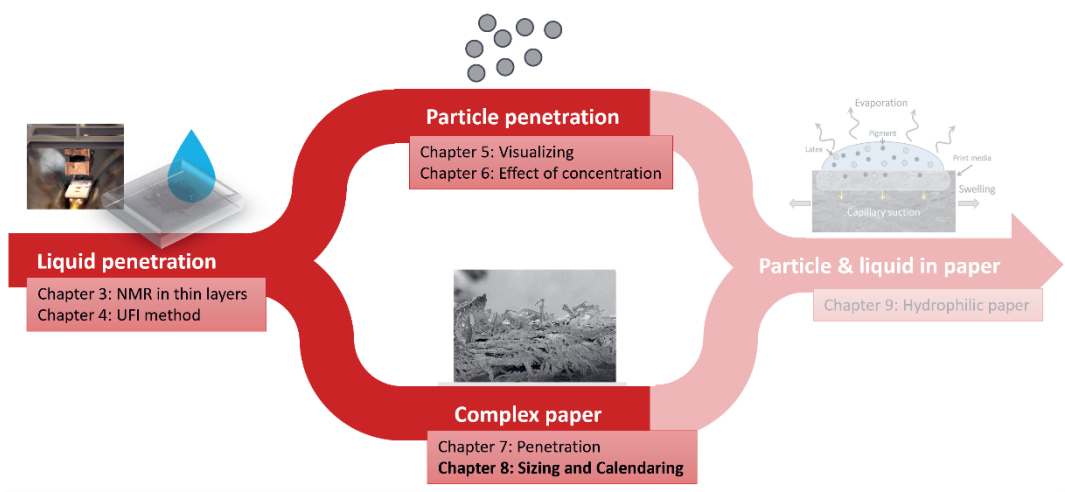 Particle penetration
Chapter 5: Visualizing
Chapter 6: Effect of concentration
Liquid penetration
Chapter 3: NMR in thin layers
Chapter 4: UFI method
Complex paper
Chapter 7: Penetration
Chapter 8: Sizing and Calendaring
Evaporation
Pigment
Latex
Print media
Swelling
Capillary suction
Particle & liquid in paper
Chapter 9: Hydrophilic paper